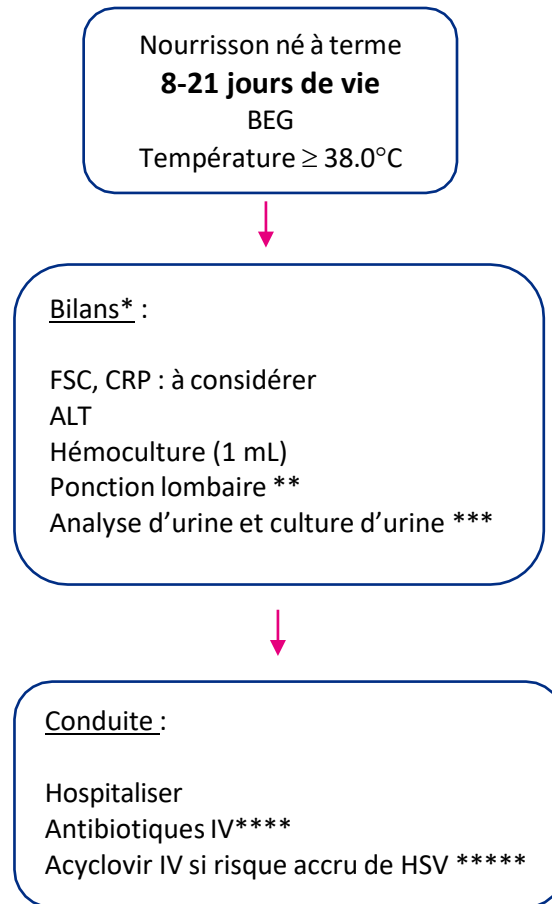 Nourrisson né à terme
8-21 jours de vie
BEG
Température ≥ 38.0°C
Bilans* :
FSC, CRP : à considérer
ALT
Hémoculture (1 mL)
Ponction lombaire **
Analyse d’urine et culture d’urine ***
Conduite :
Hospitaliser
Antibiotiques IV****
Acyclovir IV si risque accru de HSV *****